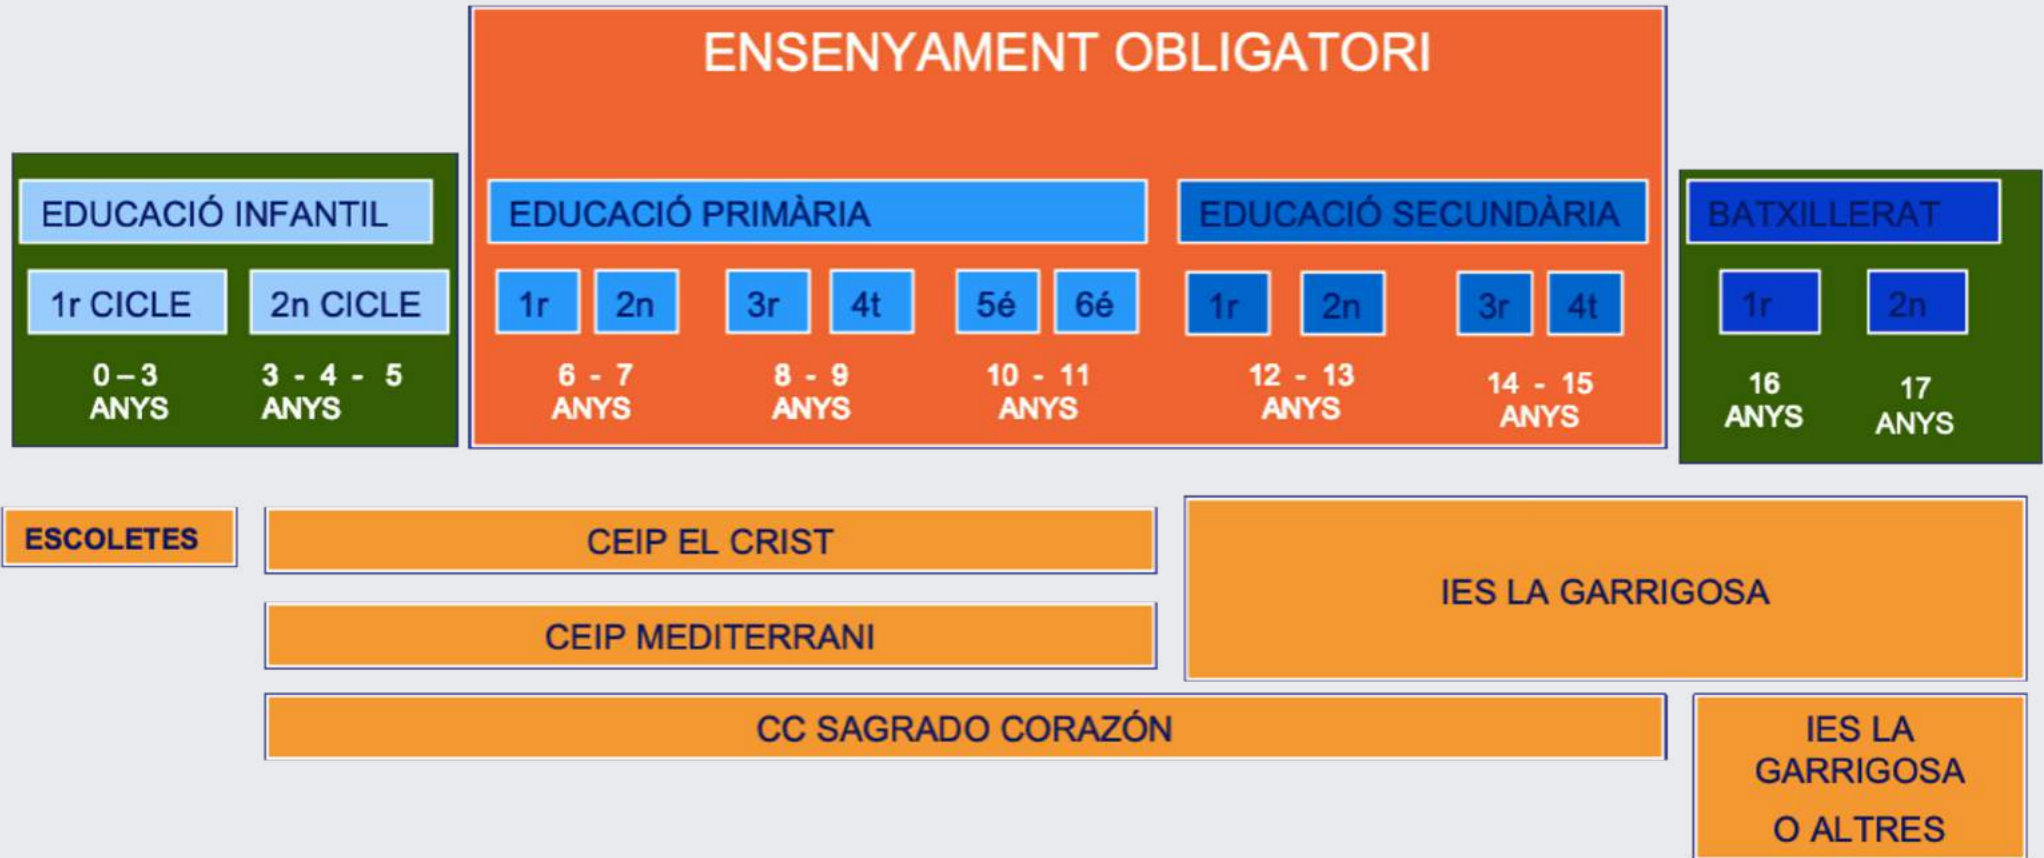 ENSENYAMENT OBLIGATORI
EDUCACIÓ INFANTIL
1r CICLE
2n CICLE
0 – 3
ANYS
3 - 4 - 5
ANYS
EDUCACIÓ PRIMÀRIA
1r
2n
3r
4t
5é
6é
6 - 7
ANYS
8 - 9
ANYS
10 - 11
ANYS
EDUCACIÓ SECUNDÀRIA
1r
2n
3r
4t
12 - 13
ANYS
14 - 15
ANYS
BATXILLERAT
1r
2n
16
ANYS
17
ANYS
ESCOLETES
CEIP EL CRIST
CEIP MEDITERRANI
IES LA GARRIGOSA
CC SAGRADO CORAZÓN
IES LA
GARRIGOSA
O ALTRES